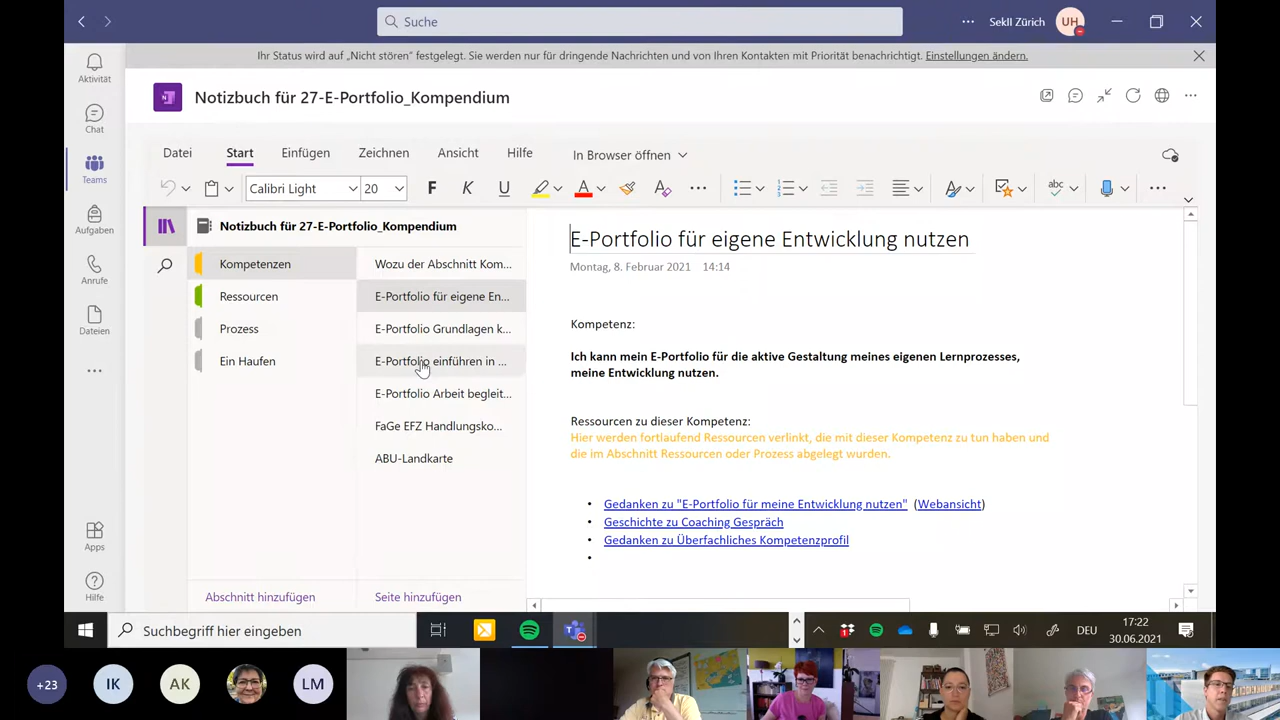 Suche
SekII Zürich
UH
Ihr Status wird auf „Nicht stören" festgelegt. Sie werden nur für dringende Nachrichten und von Ihren Kontakten mit Priorität benachrichtigt. Einstellungen ändern.
Aktivität
Chat
Teams
Aufgaben
Anrufe
Dateien
Apps
Hilfe
Notizbuch für 27-E-Portfolio_Kompendium
Datei Start Einfügen Zeichnen Ansicht Hilfe In Browser öffnen
Calibri Light 20 F K U A abc
Notizbuch für 27-E-Portfolio_Kompendium
Kompetenzen
Ressourcen
Prozess
Ein Haufen
Abschnitt hinzufügen
Wozu der Abschnitt Kom...
E-Portfolio für eigene En...
E-Portfolio Grundlagen k...
E-Portfolio einführen in ...
E-Portfolio Arbeit begleit...
FaGe EFZ Handlungsko...
ABU-Landkarte
Seite hinzufügen
E-Portfolio für eigene Entwicklung nutzen
Montag, 8. Februar 2021 14:14
Kompetenz:
Ich kann mein E-Portfolio für die aktive Gestaltung meines eigenen Lernprozesses,
meine Entwicklung nutzen.
Ressourcen zu dieser Kompetenz:
Hier werden fortlaufend Ressourcen verlinkt, die mit dieser Kompetenz zu tun haben und
die im Abschnitt Ressourcen oder Prozess abgelegt wurden.
• Gedanken zu "E-Portfolio für meine Entwicklung nutzen" (Webansicht)
• Geschichte zu Coaching Gespräch
• Gedanken zu Überfachliches Kompetenzprofil
•
Suchbegriff hier eingeben
DEU
17:22
30.06.2021
+23 IK AK LM